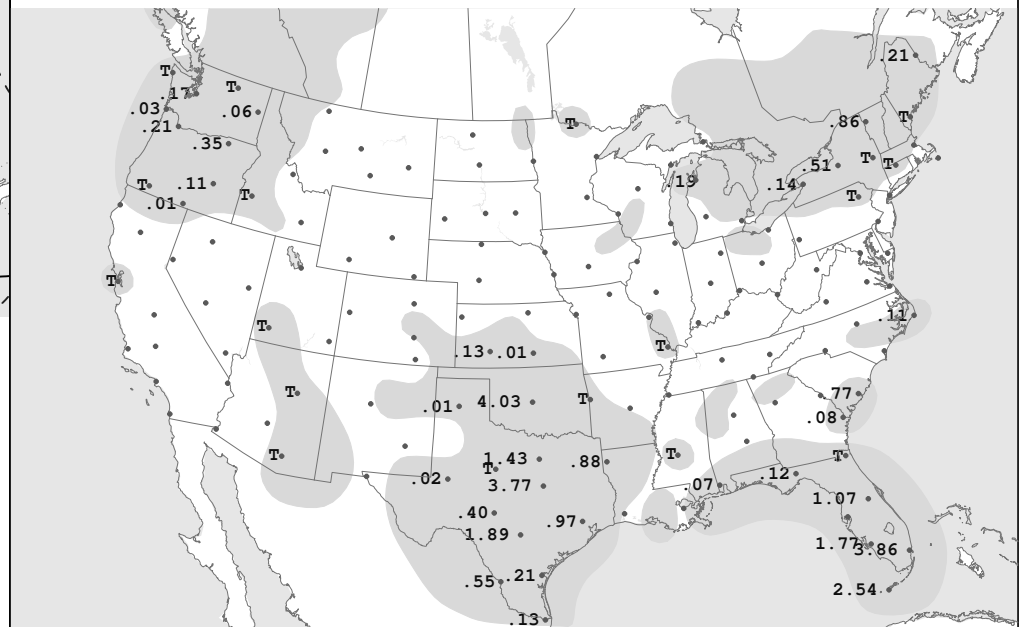 .21
T
T
.17
.03
.06
.21
T
.86
T
.35
T
T
.51
.19
.14
T
.11
T
T
.01
T
.11
T
T
.13
.01
T
.77
.01
4.03
T
.08
T
T
T
1.43
.88
T
.12
.02
3.77
.07
1.07
.40
.97
1.89
1.77
3.86
.55
.21
2.54
.13